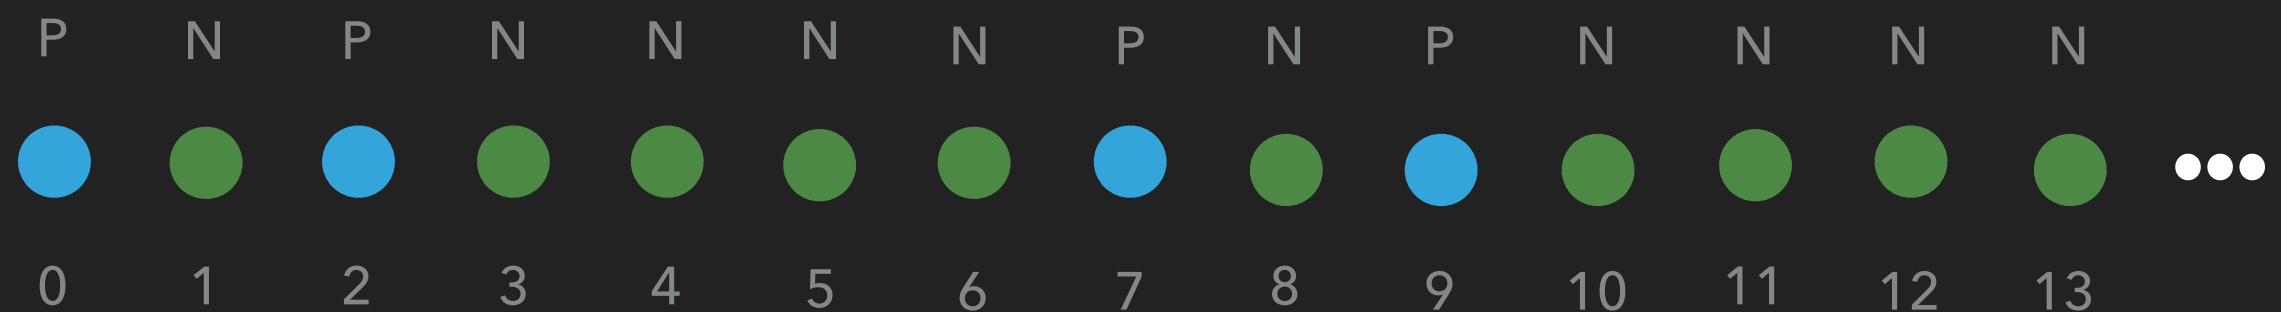 P N P N N N N P N P N N N N
0 1 2 3 4 5 6 7 8 9 10 11 12 13